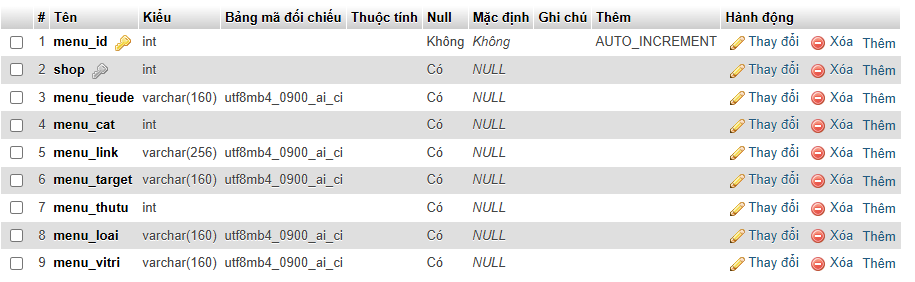 # Tên Kiểu Bảng mã đối chiếu Thuộc tính Null Mặc định Ghi chú Thêm Hành động
1 menu_id int Không Không AUTO_INCREMENT Thay đổi Xóa Thêm
2 shop int Có NULL Thay đổi Xóa Thêm
3 menu_tieude varchar(160) utf8mb4_0900_ai_ci Có NULL Thay đổi Xóa Thêm
4 menu_cat int Có NULL Thay đổi Xóa Thêm
5 menu_link varchar(256) utf8mb4_0900_ai_ci Có NULL Thay đổi Xóa Thêm
6 menu_target varchar(160) utf8mb4_0900_ai_ci Có NULL Thay đổi Xóa Thêm
7 menu_thutu int Có NULL Thay đổi Xóa Thêm
8 menu_loai varchar(160) utf8mb4_0900_ai_ci Có NULL Thay đổi Xóa Thêm
9 menu_vitri varchar(160) utf8mb4_0900_ai_ci Có NULL Thay đổi Xóa Thêm